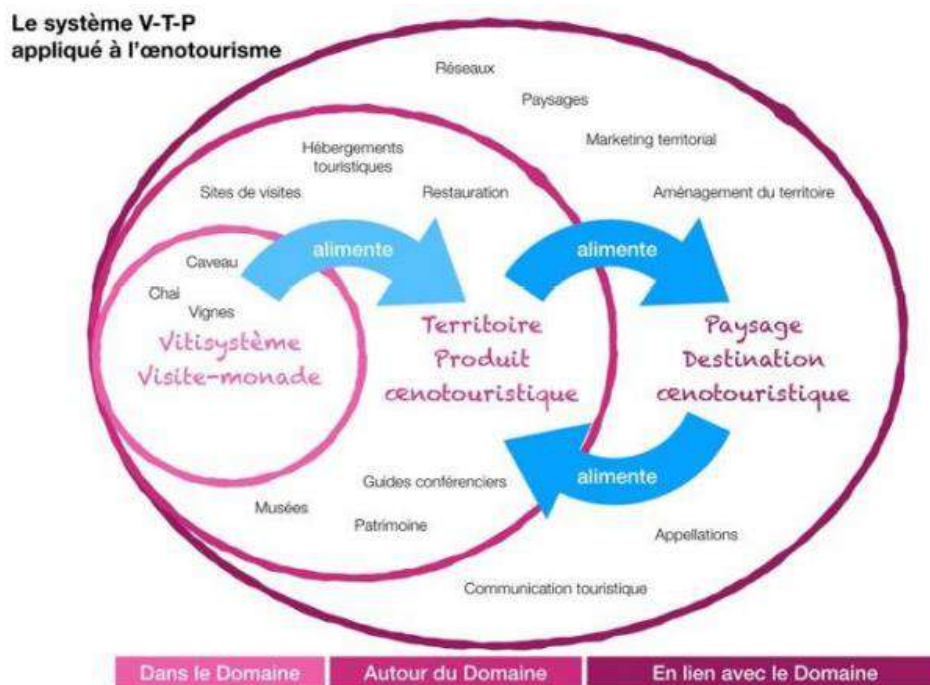 Le système V-T-P
appliqué à l'œnotourisme
Réseaux
Paysages
Marketing territorial
Aménagement du territoire
Hébergements
touristiques
Sites de visites
Restauration
alimente
alimente
Caveau
Chai
Vignes
Vitisystème
Visite-monade
Territoire
Produit
œnotouristique
Paysage
Destination
œnotouristique
alimente
Guides conférenciers
Musées
Patrimoine
Appellations
Communication touristique
Dans le Domaine
Autour du Domaine
En lien avec le Domaine